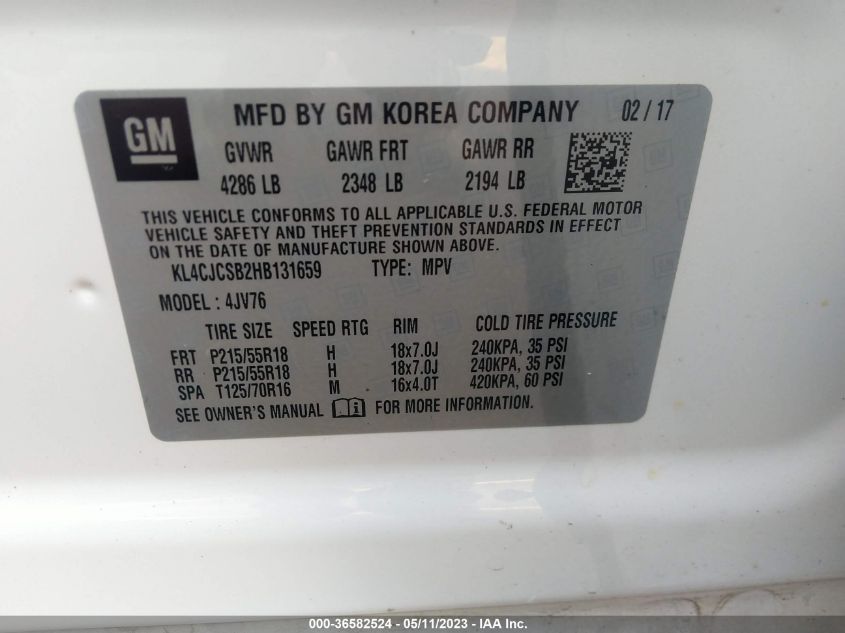 GM
MFD BY GM KOREA COMPANY 02 / 17
GVWR GAWR FRT GAWR RR
4286 LB 2348 LB 2194 LB
THIS VEHICLE CONFORMS TO ALL APPLICABLE U.S. FEDERAL MOTOR
VEHICLE SAFETY AND THEFT PREVENTION STANDARDS IN EFFECT
ON THE DATE OF MANUFACTURE SHOWN ABOVE.
KL4CJCSB2HB131659 TYPE: MPV
MODEL : 4JV76
TIRE SIZE SPEED RTG RIM COLD TIRE PRESSURE
FRT P215/55R18 H 18x7.0J 240KPA, 35 PSI
RR P215/55R18 H 18x7.0J 240KPA, 35 PSI
SPA T125/70R16 M 16x4.0T 420KPA, 60 PSI
SEE OWNER'S MANUAL FOR MORE INFORMATION.
000-36582524 - 05/11/2023 - IAA Inc.